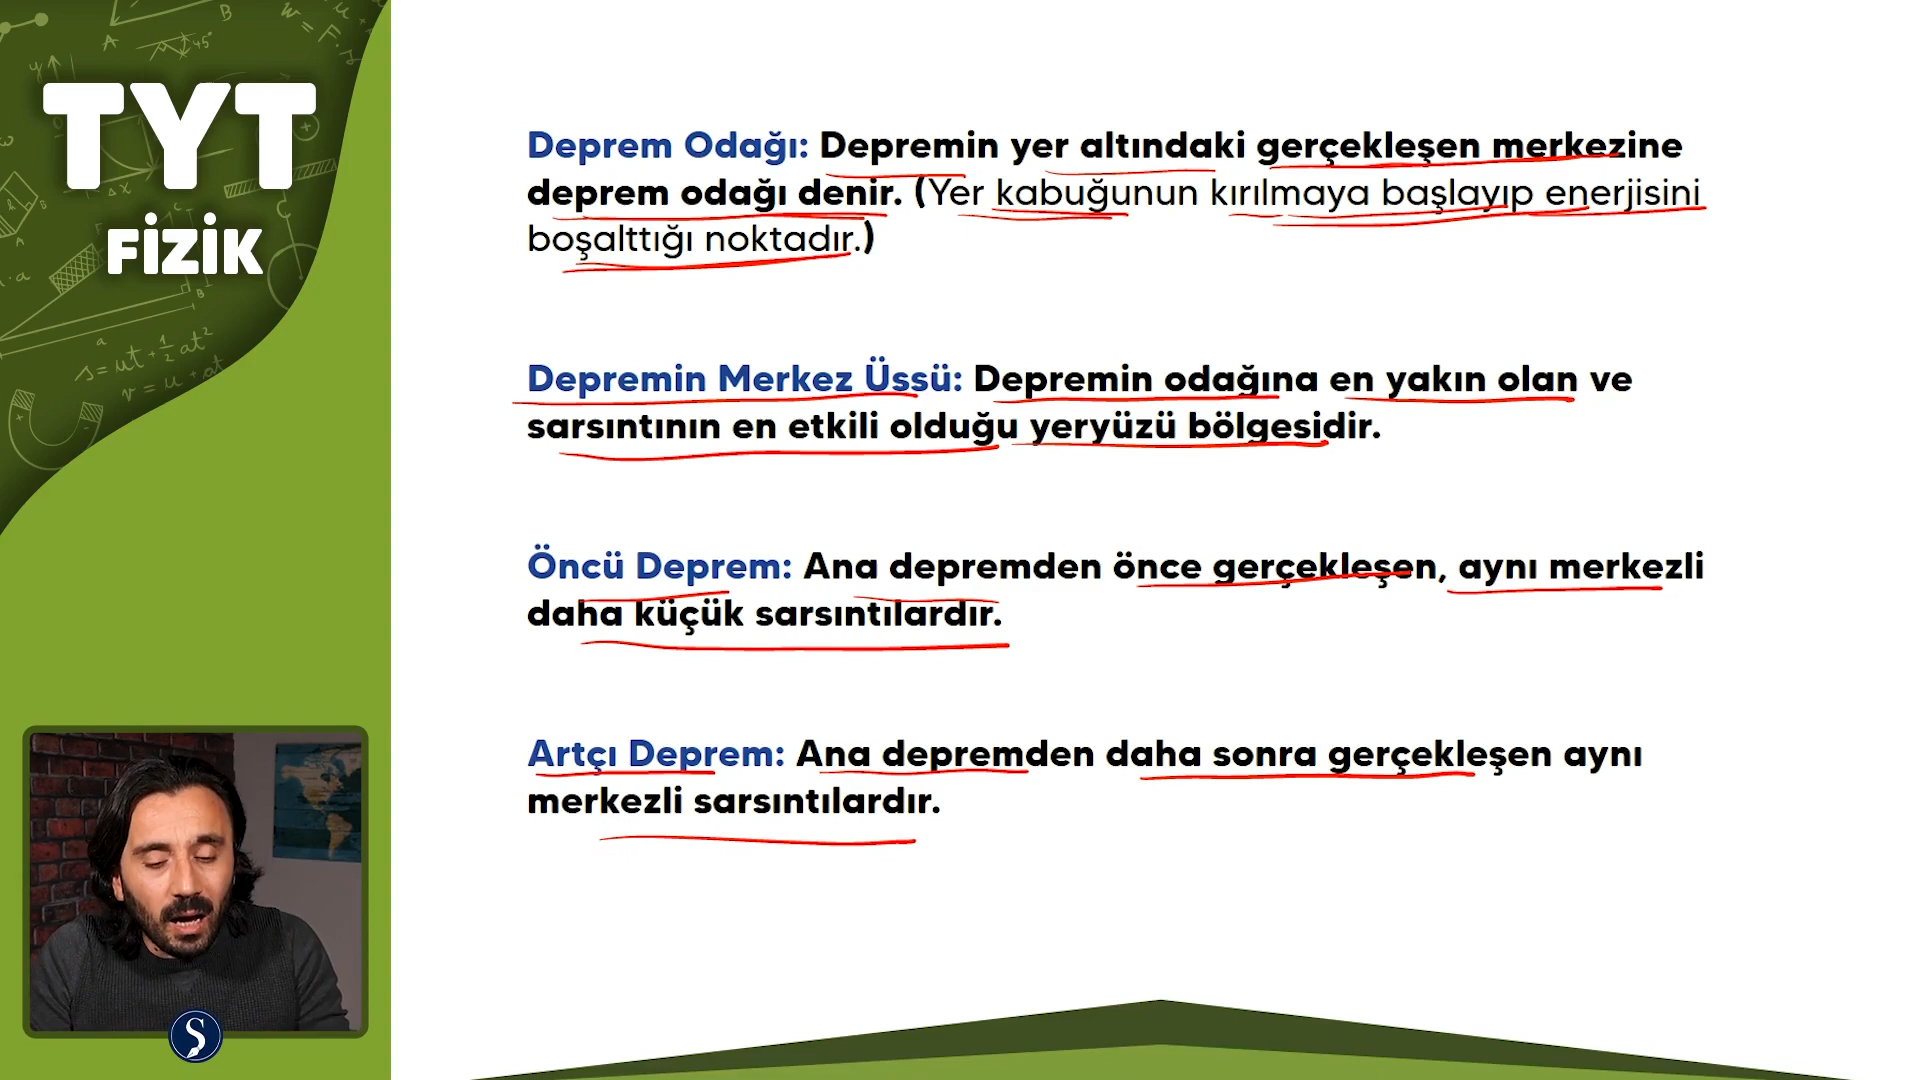 TYT
FİZİK
Deprem Odağı: Depremin yer altındaki gerçekleşen merkezine
deprem odağı denir. (Yer kabuğunun kırılmaya başlayıp enerjisini
boşalttığı noktadır.)
Depremin Merkez Üssü: Depremin odağına en yakın olan ve
sarsıntının en etkili olduğu yeryüzü bölgesidir.
Öncü Deprem: Ana depremden önce gerçekleşen, aynı merkezli
daha küçük sarsıntılardır.
Artçı Deprem: Ana depremden daha sonra gerçekleşen aynı
merkezli sarsıntılardır.